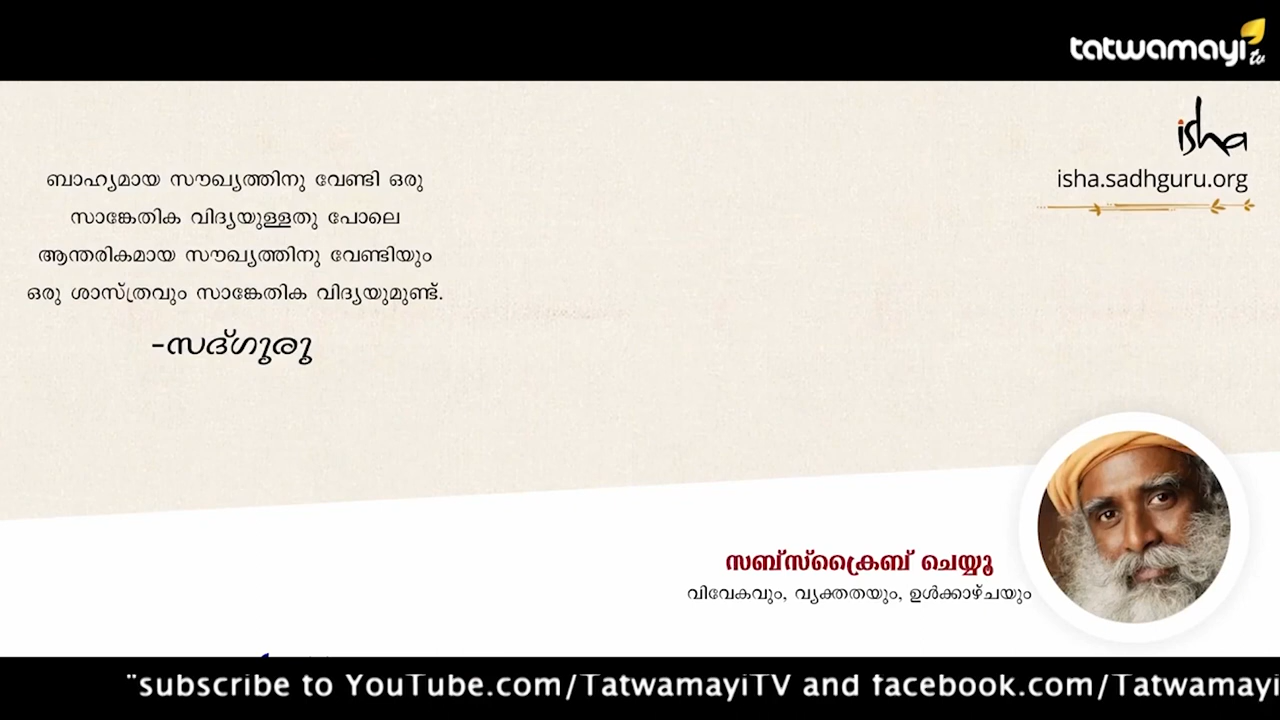 tatwamayi tv
isha
isha.sadhguru.org
ബാഹ്യമായ സൗഖ്യത്തിനു വേണ്ടി ഒരു
സാങ്കേതിക വിദ്യയുള്ളതു പോലെ
ആന്തരികമായ സൗഖ്യത്തിനു വേണ്ടിയും
ഒരു ശാസ്ത്രവും സാങ്കേതിക വിദ്യയുമുണ്ട്.
-സദ്ഗുരു
സബ്സ്ക്രൈബ് ചെയ്യൂ
വിവേകവും, വ്യക്തതയും, ഉൾക്കാഴ്ചയും
"subscribe to YouTube.com/TatwamayiTV and facebook.com/Tatwamayi